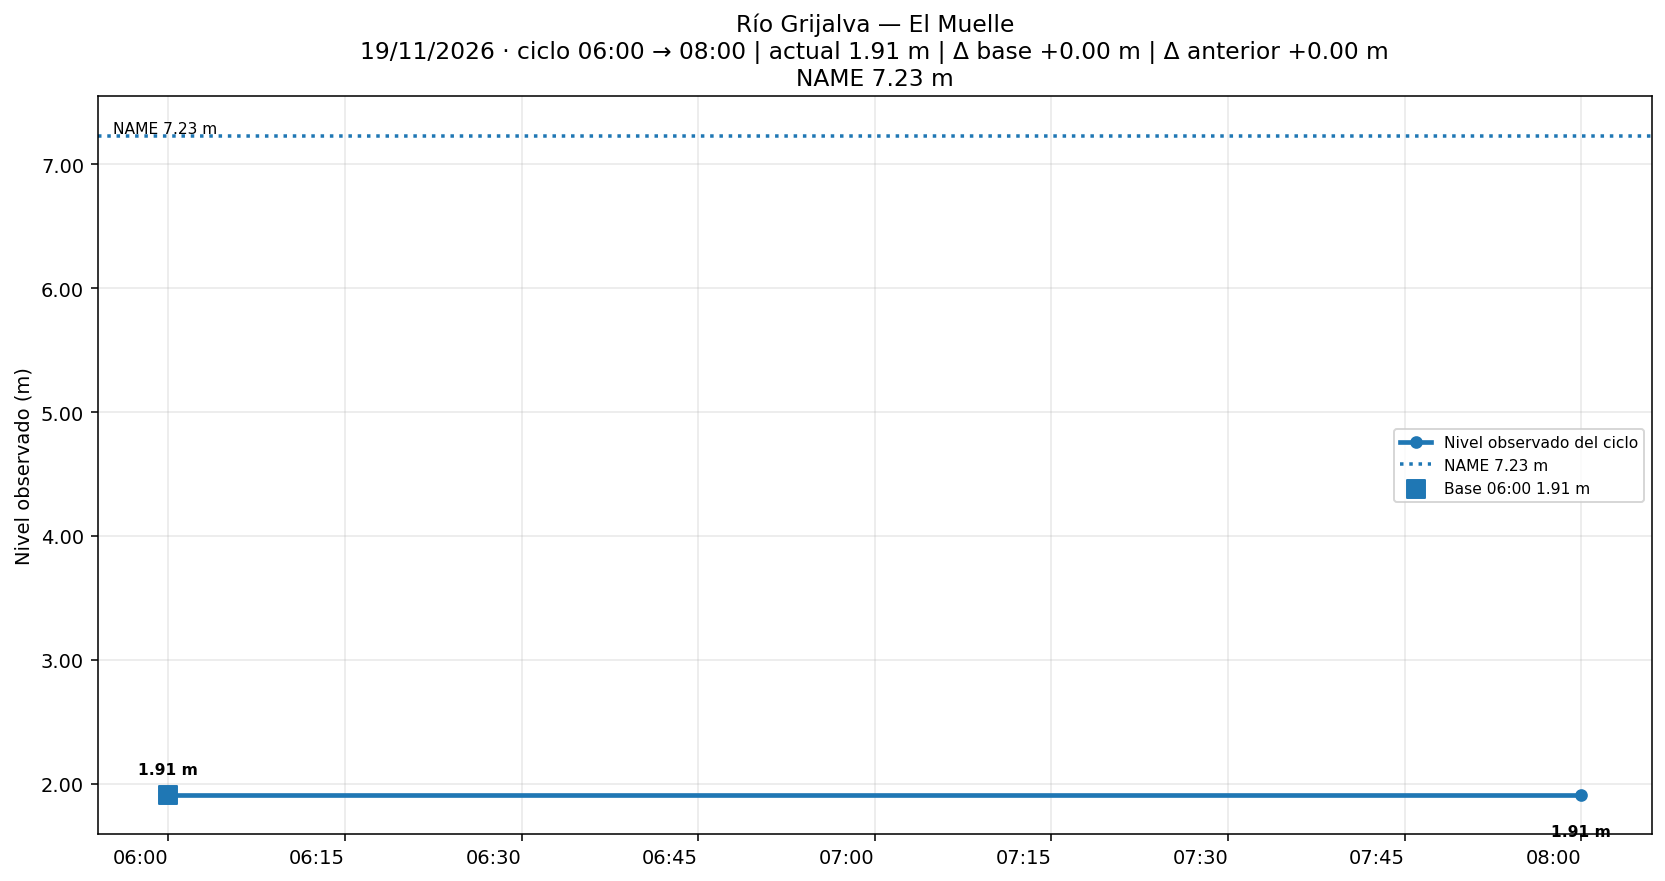 Río Grijalva — El Muelle
19/11/2026 · ciclo 06:00 → 08:00 | actual 1.91 m | Δ base +0.00 m | Δ anterior +0.00 m
NAME 7.23 m
NAME 7.23 m
7.00
6.00
5.00
4.00
3.00
2.00
Nivel observado (m)
Nivel observado del ciclo
NAME 7.23 m
Base 06:00 1.91 m
1.91 m
1.91 m
06:00 06:15 06:30 06:45 07:00 07:15 07:30 07:45 08:00